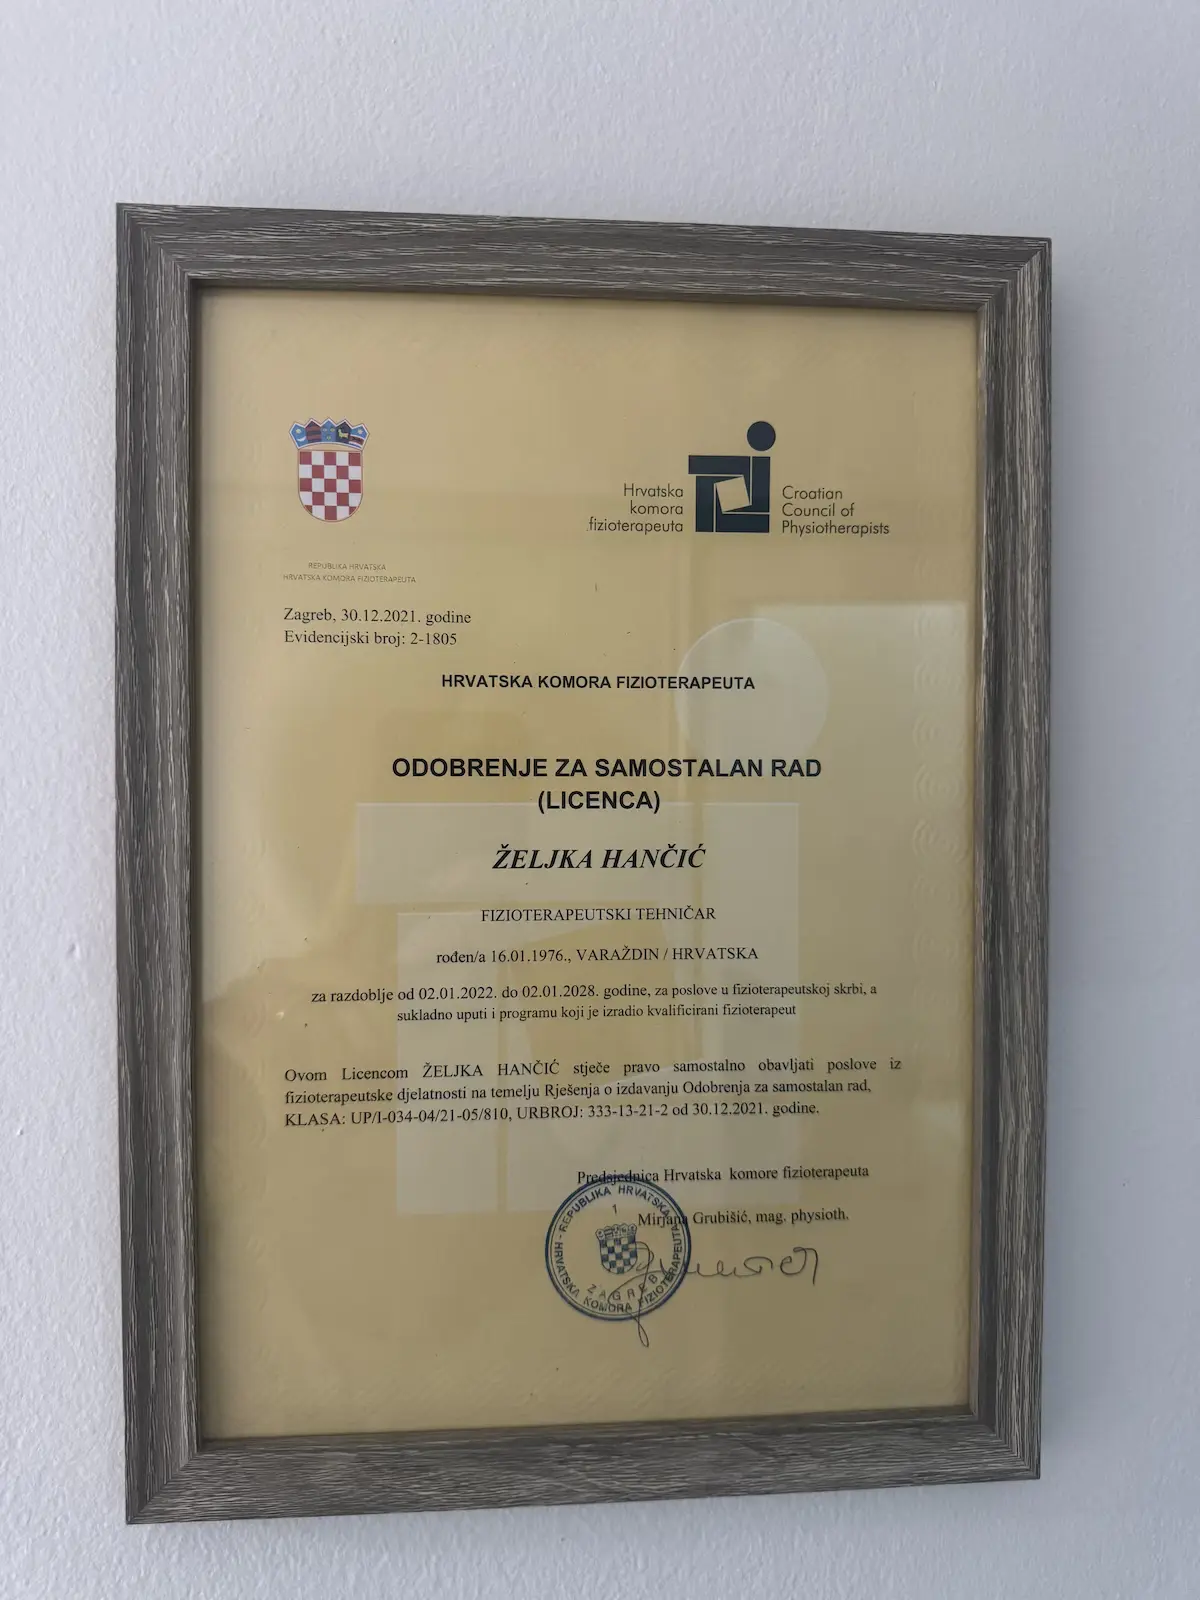 Hrvatska
komora
fizioterapeuta
Croatian
Council of
Physiotherapists
REPUBLIKA HRVATSKA
HRVATSKA KOMORA FIZIOTERAPEUTA
Zagreb, 30.12.2021. godine
Evidencijski broj: 2-1805
HRVATSKA KOMORA FIZIOTERAPEUTA
ODOBRENJE ZA SAMOSTALAN RAD
(LICENCA)
ŽELJKA HANČIĆ
FIZIOTERAPEUTSKI TEHNIČAR
rođen/a 16.01.1976., VARAŽDIN / HRVATSKA
za razdoblje od 02.01.2022. do 02.01.2028. godine, za poslove u fizioterapeutskoj skrbi, a
sukladno uputi i programu koji je izradio kvalificirani fizioterapeut
Ovom Licencom ŽELJKA HANČIĆ stječe pravo samostalno obavljati poslove iz
fizioterapeutske djelatnosti na temelju Rješenja o izdavanju Odobrenja za samostalan rad,
KLASA: UP/I-034-04/21-05/810, URBROJ: 333-13-21-2 od 30.12.2021. godine.
Predsjednica Hrvatska komore fizioterapeuta
Mirjana Grubišić, mag. physioth.
REPUBLIKA HRVATSKA
1
ZAGREB
HRVATSKA KOMORA FIZIOTERAPEUTA